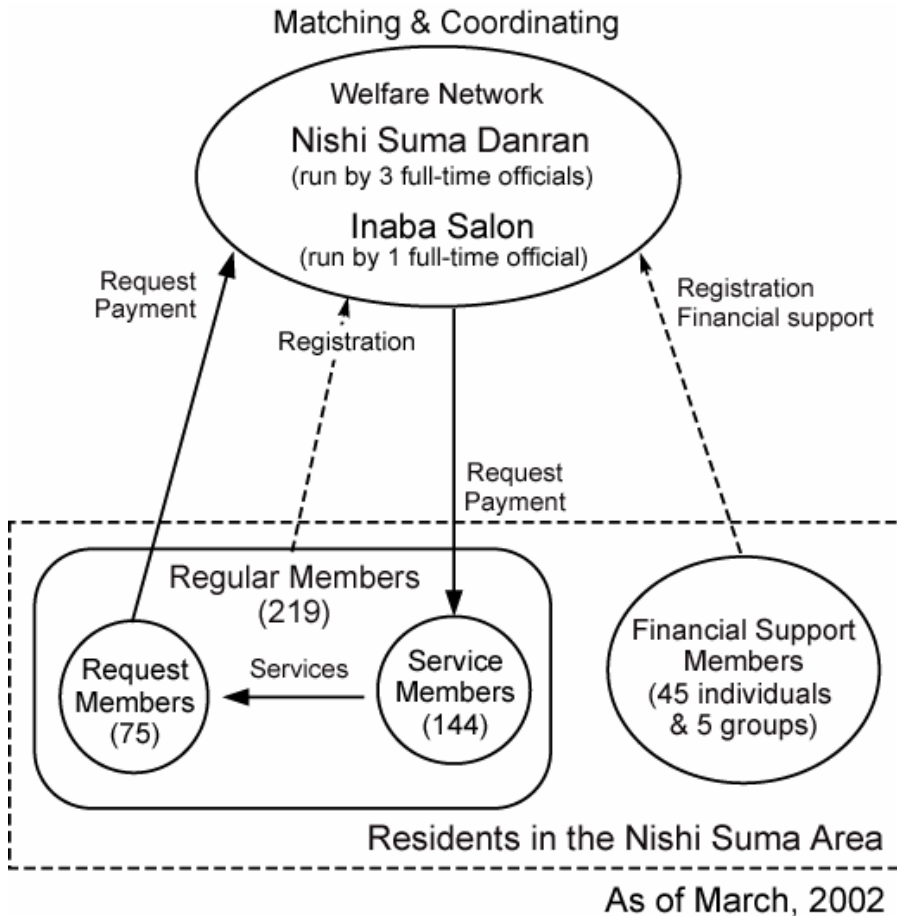 Matching & Coordinating
Welfare Network
Nishi Suma Danran
(run by 3 full-time officials)
Inaba Salon
(run by 1 full-time official)
Request
Payment
Registration
Registration
Financial support
Request
Payment
Regular Members
(219)
Request
Members
(75)
Services
Service
Members
(144)
Financial Support
Members
(45 individuals
& 5 groups)
Residents in the Nishi Suma Area
As of March, 2002